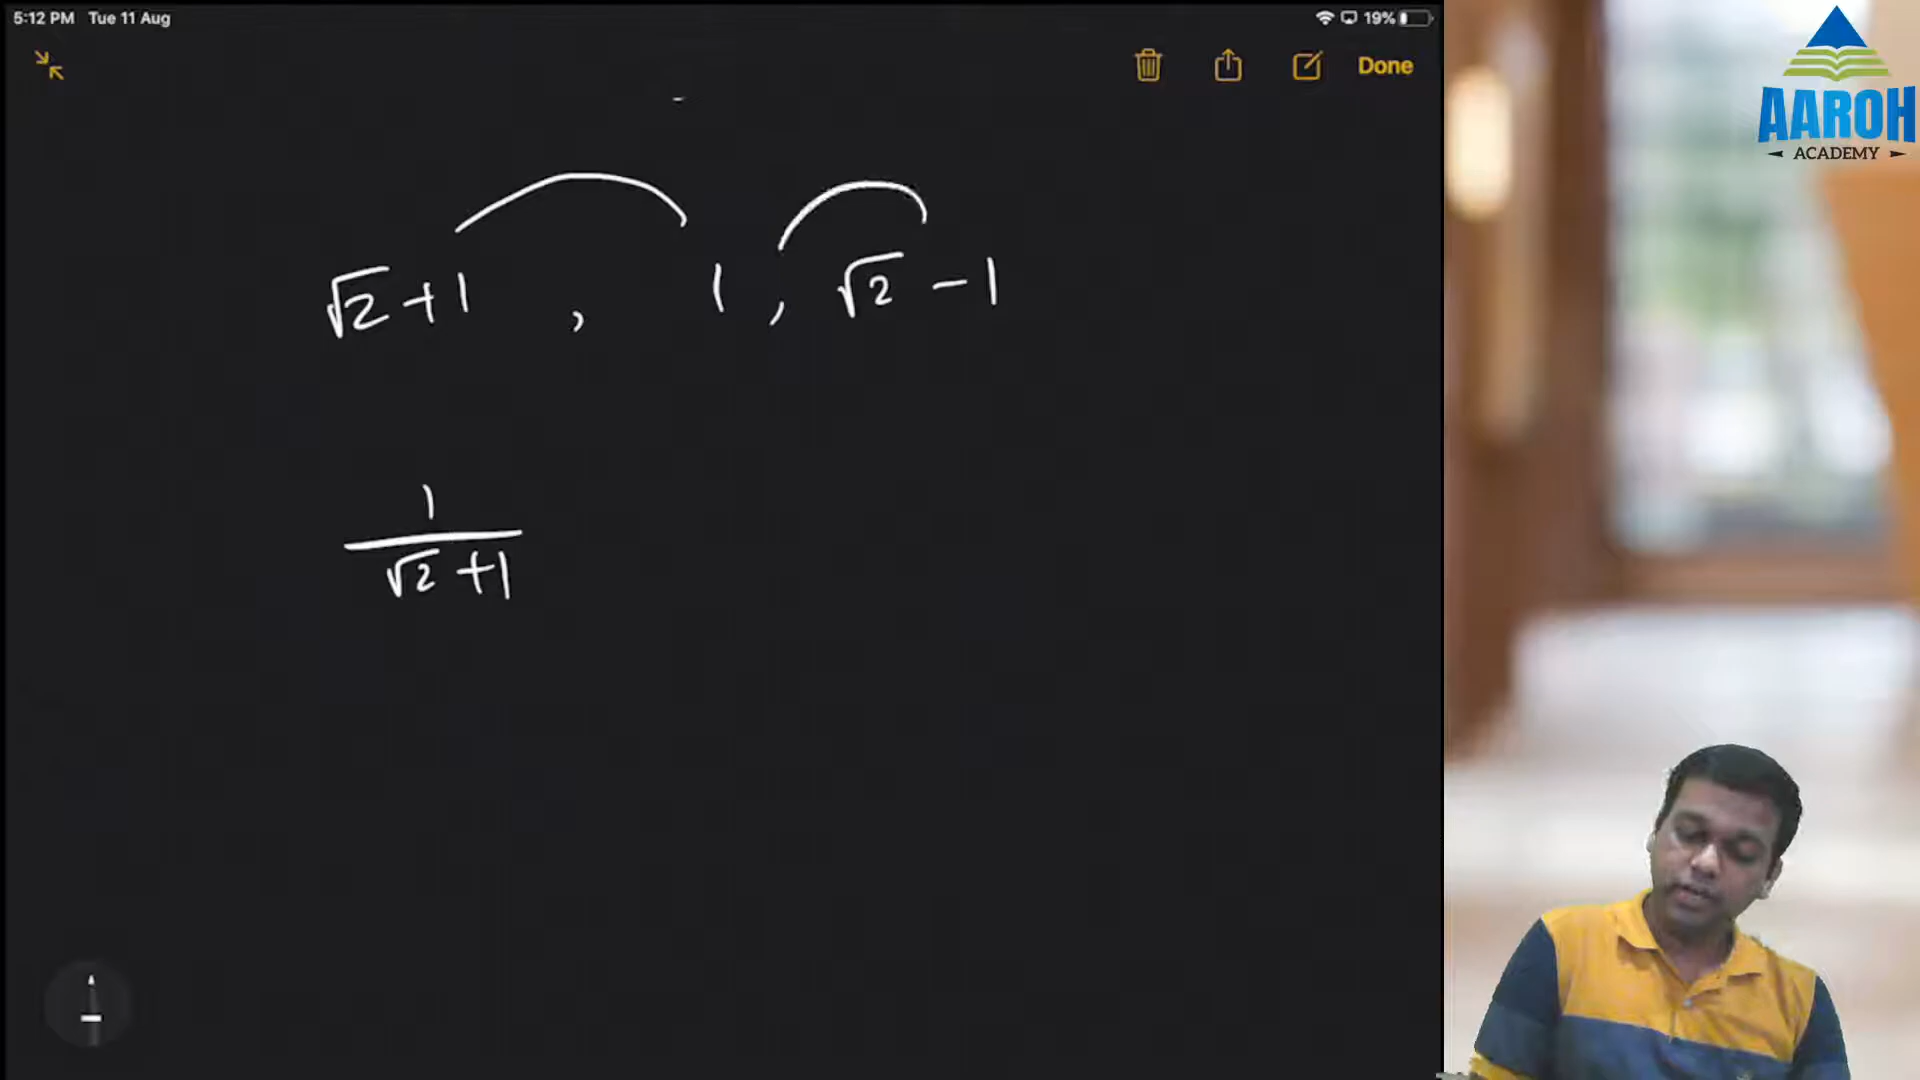 5:12 PM Tue 11 Aug 19%
Done
√2 + 1 , 1 , √2 - 1
1
√2 + 1
AAROH
ACADEMY